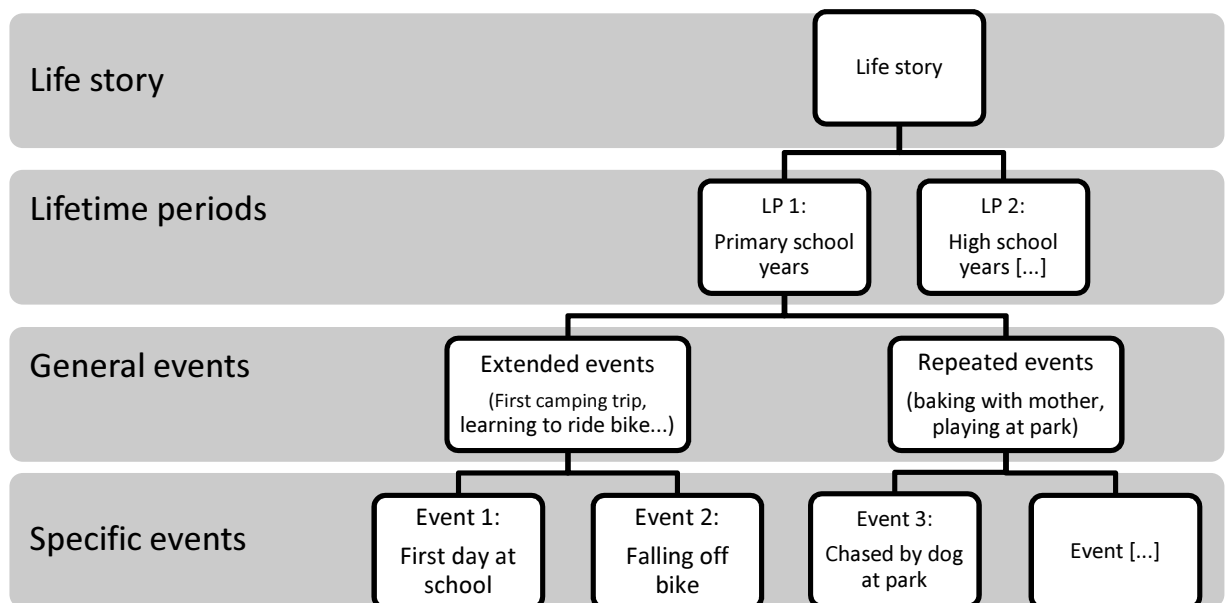 Life story
Life story
Lifetime periods
LP 1:
Primary school
years
LP 2:
High school
years [...]
General events
Extended events
(First camping trip,
learning to ride bike...)
Repeated events
(baking with mother,
playing at park)
Specific events
Event 1:
First day at
school
Event 2:
Falling off
bike
Event 3:
Chased by dog
at park
Event [...]